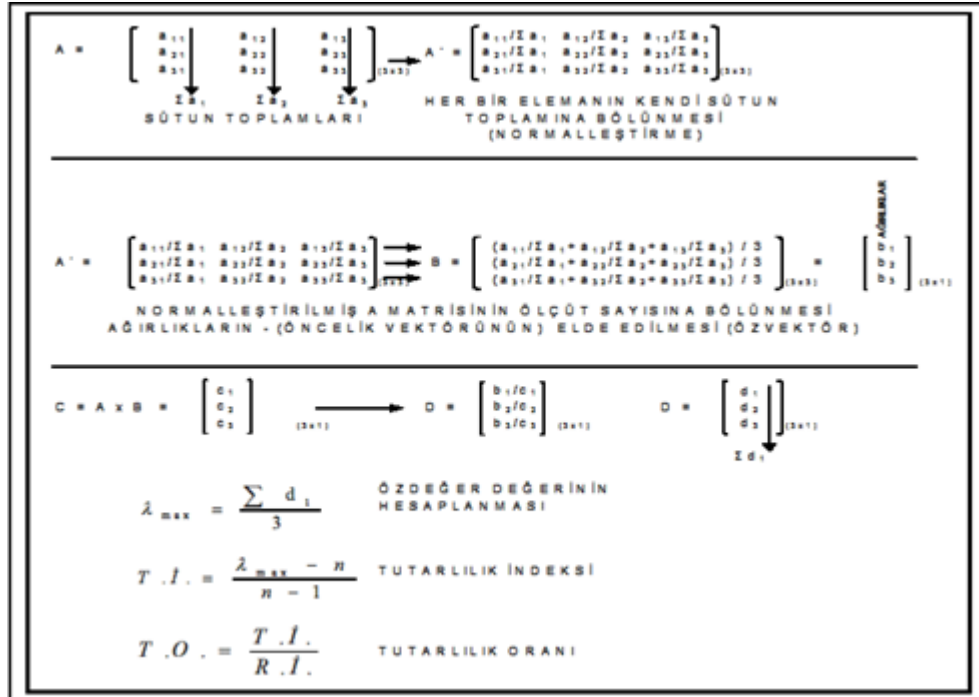 A = [ a₁₁ a₁₂ a₁₃ → A' = [ a₁₁/Σa₁ a₁₂/Σa₂ a₁₃/Σa₃
a₂₁ a₂₂ a₂₃ a₂₁/Σa₁ a₂₂/Σa₂ a₂₃/Σa₃
a₃₁ a₃₂ a₃₃ ](3x3) a₃₁/Σa₁ a₃₂/Σa₂ a₃₃/Σa₃ ](3x3)
Σa₁ Σa₂ Σa₃
SÜTUN TOPLAMLARI
HER BİR ELEMANIN KENDİ SÜTUN
TOPLAMINA BÖLÜNMESİ
(NORMALLEŞTİRME)
AĞIRLIKLAR
A' = [ a₁₁/Σa₁ a₁₂/Σa₂ a₁₃/Σa₃ → B = [ (a₁₁/Σa₁+a₁₂/Σa₂+a₁₃/Σa₃) / 3 = [ b₁
a₂₁/Σa₁ a₂₂/Σa₂ a₂₃/Σa₃ → (a₂₁/Σa₁+a₂₂/Σa₂+a₂₃/Σa₃) / 3 b₂
a₃₁/Σa₁ a₃₂/Σa₂ a₃₃/Σa₃ ](3x3) → (a₃₁/Σa₁+a₃₂/Σa₂+a₃₃/Σa₃) / 3 ](3x3) b₃ ](3x1)
NORMALLEŞTİRİLMİŞ A MATRİSİNİN ÖLÇÜT SAYISINA BÖLÜNMESİ
AĞIRLIKLARIN - (ÖNCELİK VEKTÖRÜNÜN) ELDE EDİLMESİ (ÖZVEKTÖR)
C = A x B = [ c₁ → D = [ b₁/c₁ D = [ d₁
c₂ b₂/c₂ d₂
c₃ ](3x1) b₃/c₃ ](3x1) d₃ ](3x1)
Σd₁
λmax = Σ d₁ / 3 ÖZDEĞER DEĞERİNİN
HESAPLANMASI
T.İ. = λmax - n / n - 1 TUTARLILIK İNDEKSİ
T.O. = T.İ. / R.İ. TUTARLILIK ORANI